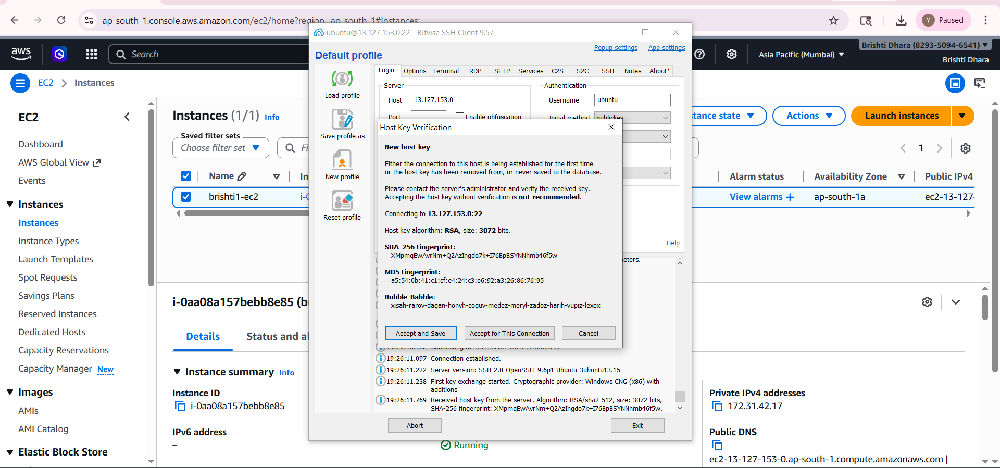 ap-south-1.console.aws.amazon.com/ec2/home?region=ap-south-1#Instances:
Y Paused
aws
Search
Asia Pacific (Mumbai)
Brishti Dhara (8293-5094-6541)
Brishti Dhara
EC2
Instances
EC2
Dashboard
AWS Global View
Events
Instances
Instances
Instance Types
Launch Templates
Spot Requests
Savings Plans
Reserved Instances
Dedicated Hosts
Capacity Reservations
Capacity Manager New
Images
AMIs
AMI Catalog
Elastic Block Store
Instances (1/1) Info
Actions
Launch instances
Saved filter sets
Choose filter set
1
Name
Alarm status
Availability Zone
Public IPv4
brishti1-ec2
View alarms +
ap-south-1a
ec2-13-127-
i-0aa08a157bebb8e85
Details
Status and al
Instance summary Info
Instance ID
i-0aa08a157bebb8e85
IPv6 address
–
Running
Private IPv4 addresses
172.31.42.17
Public DNS
ec2-13-127-153-0.ap-south-1.compute.amazonaws.com |
ubuntu@13.127.153.0:22 - Bitvise SSH Client 9.57
Default profile
Popup settings
App settings
Load profile
Save profile as
New profile
Reset profile
Login Options Terminal RDP SFTP Services C2S S2C SSH Notes About*
Server
Host 13.127.153.0
Port
Enable obfuscation
Authentication
Username ubuntu
Initial method publickey
Help
Host Key Verification
New host key
Either the connection to this host is being established for the first time
or the host key has been removed from, or never saved to the database.
Please contact the server's administrator and verify the received key.
Accepting the host key without verification is not recommended.
Connecting to 13.127.153.0:22
Host key algorithm: RSA, size: 3072 bits.
SHA-256 Fingerprint:
XMpmqEwAvrNm+Q2AzIngdo7k+I76BpBSYNNhmb46f5w
MD5 Fingerprint:
a5:54:0b:41:c1:cf:e4:24:c3:e6:92:a3:26:86:76:95
Bubble-Babble:
xisah-rarov-dagan-honyh-coguv-medez-meryl-zadoz-harih-vupiz-lexex
Accept and Save
Accept for This Connection
Cancel
19:26:11.097 Connection established.
19:26:11.222 Server version: SSH-2.0-OpenSSH_9.6p1 Ubuntu-3ubuntu13.15
19:26:11.238 First key exchange started. Cryptographic provider: Windows CNG (x86) with
additions
19:26:11.769 Received host key from the server. Algorithm: RSA/sha2-512, size: 3072 bits,
SHA-256 fingerprint: XMpmqEwAvrNm+Q2AzIngdo7k+I76BpBSYNNhmb46f5w.
Abort
Exit